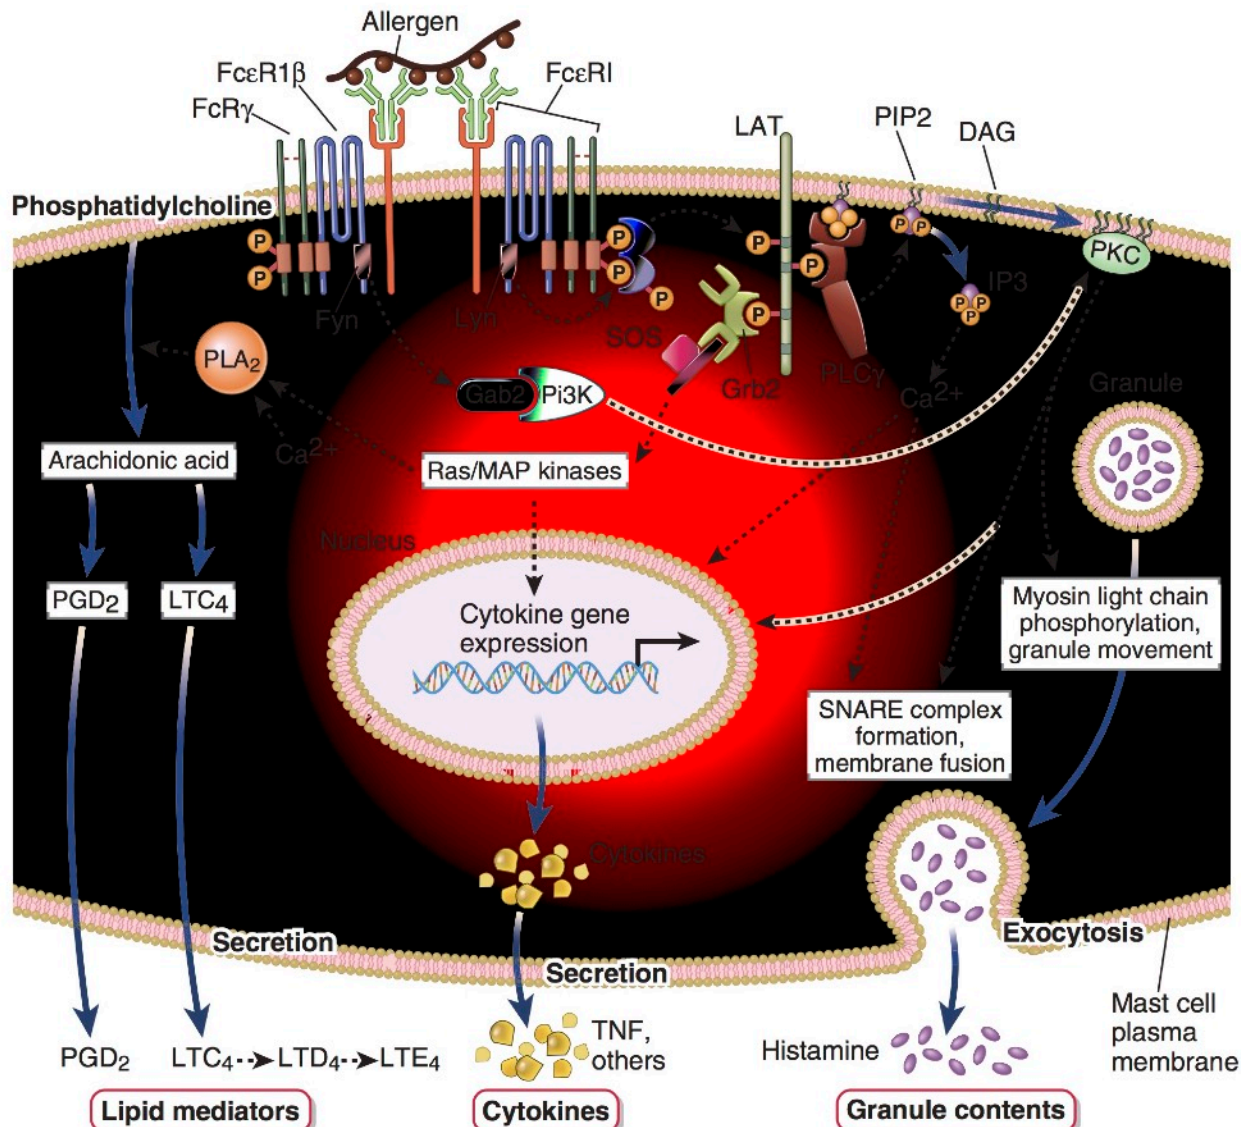 Allergen
FcεR1β
FcεRI
FcRγ
LAT
PIP2
DAG
Phosphatidylcholine
P
P
P
P
P
P
P
P
P P
P P
P
PKC
IP3
Fyn
Lyn
SOS
Grb2
PLCγ
PLA2
Gab2
Pi3K
Ca2+
Ca2+
Granule
Arachidonic acid
Ras/MAP kinases
Nucleus
PGD2
LTC4
Cytokine gene
expression
Myosin light chain
phosphorylation,
granule movement
SNARE complex
formation,
membrane fusion
Cytokines
Secretion
Secretion
Exocytosis
Mast cell
plasma
membrane
PGD2
LTC4
LTD4
LTE4
TNF,
others
Histamine
Lipid mediators
Cytokines
Granule contents